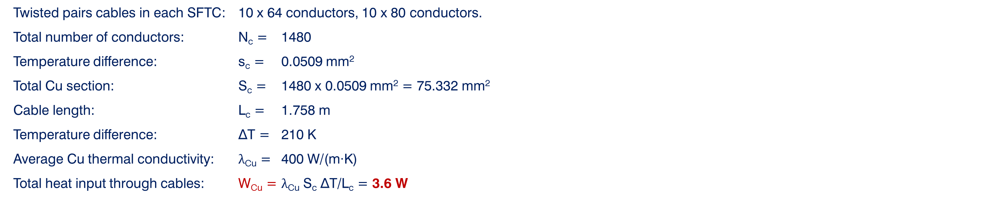 Twisted pairs cables in each SFTC: 10 x 64 conductors, 10 x 80 conductors.
Total number of conductors: Nc = 1480
Temperature difference: sc = 0.0509 mm²
Total Cu section: Sc = 1480 x 0.0509 mm² = 75.332 mm²
Cable length: Lc = 1.758 m
Temperature difference: ΔT = 210 K
Average Cu thermal conductivity: λCu = 400 W/(m·K)
Total heat input through cables: WCu = λCu Sc ΔT/Lc = 3.6 W